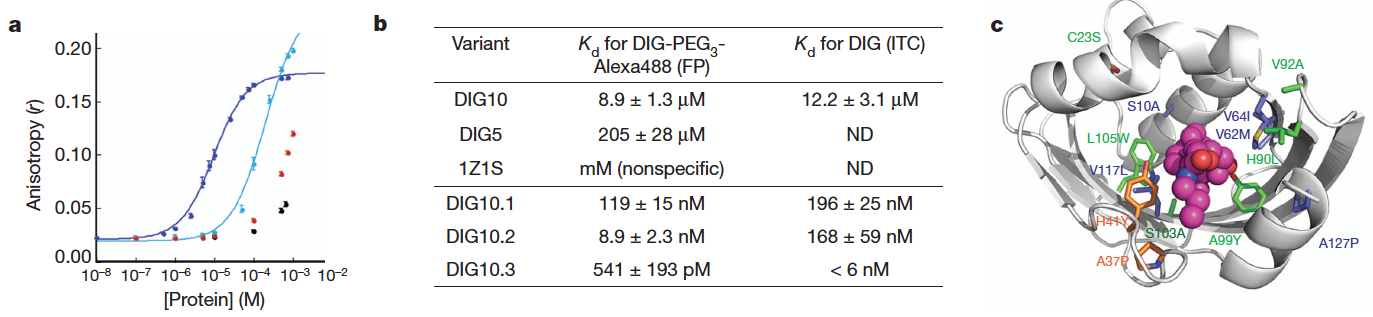 a
0.20
0.15
0.10
0.05
0.00
Anisotropy (r)
10⁻⁸ 10⁻⁷ 10⁻⁶ 10⁻⁵ 10⁻⁴ 10⁻³ 10⁻²
[Protein] (M)
b
Variant Kd for DIG-PEG₃-Alexa488 (FP) Kd for DIG (ITC)
DIG10 8.9 ± 1.3 μM 12.2 ± 3.1 μM
DIG5 205 ± 28 μM ND
1Z1S mM (nonspecific) ND
DIG10.1 119 ± 15 nM 196 ± 25 nM
DIG10.2 8.9 ± 2.3 nM 168 ± 59 nM
DIG10.3 541 ± 193 pM < 6 nM
c
C23S
V92A
S10A
V64I
V62M
L105W
H90L
V117L
H41Y
S103A
A99Y
A127P
A37P